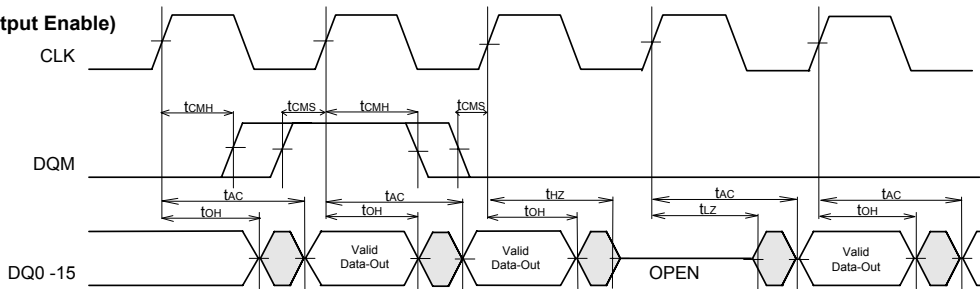 tput Enable)
CLK
tCMH tCMS tCMH tCMS
DQM
tAC tAC tHZ tAC tAC
tOH tOH tOH tLZ tOH
Valid Data-Out
Valid Data-Out
OPEN
Valid Data-Out
DQ0 -15